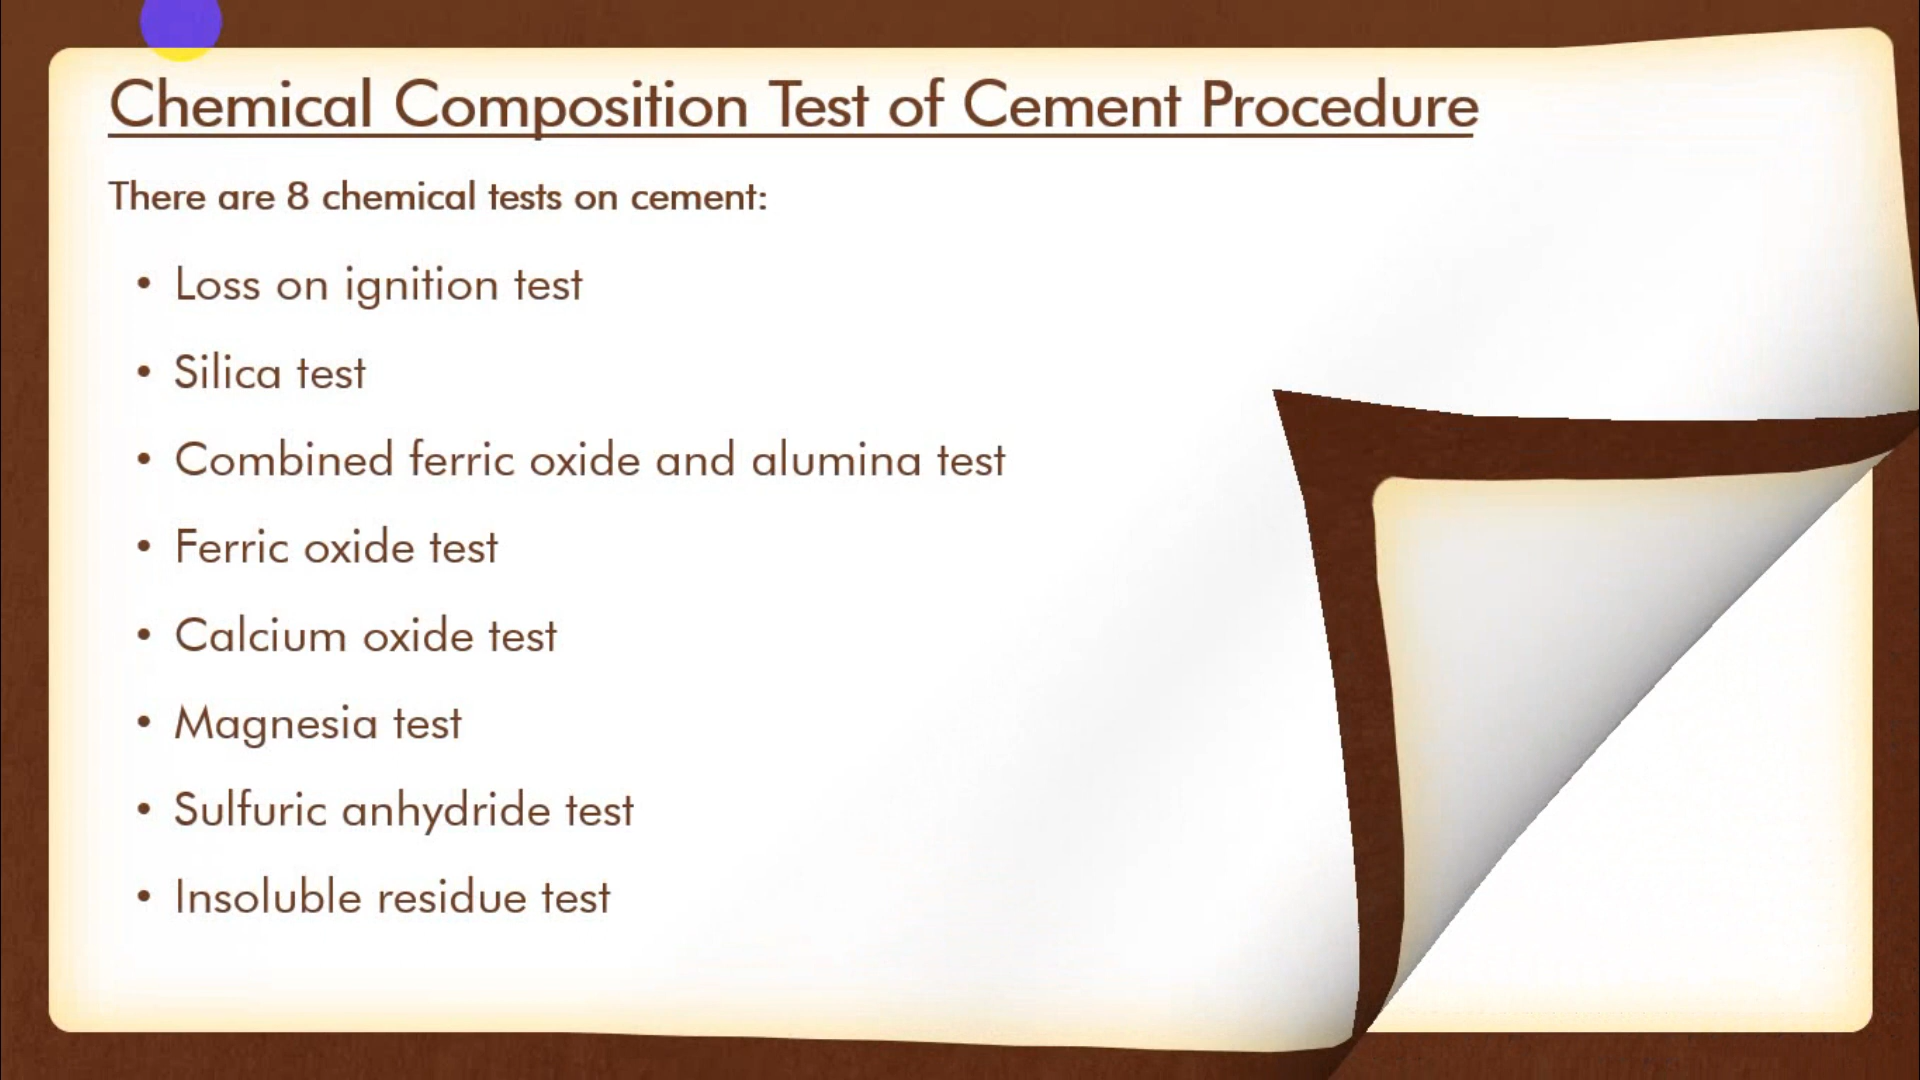 Chemical Composition Test of Cement Procedure
There are 8 chemical tests on cement:
• Loss on ignition test
• Silica test
• Combined ferric oxide and alumina test
• Ferric oxide test
• Calcium oxide test
• Magnesia test
• Sulfuric anhydride test
• Insoluble residue test